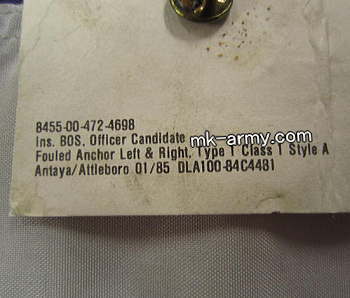 8455-00-472-4698
Ins. BOS, Officer Candidate
mk-army.com
Fouled Anchor Left & Right, Type 1 Class 1 Style A
Antaya/Attleboro 01/85 DLA100-84C4481